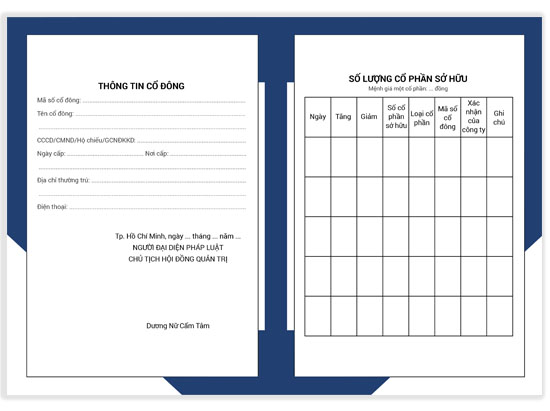 THÔNG TIN CỔ ĐÔNG
Mã số cổ đông: ....................
Tên cổ đông: ....................
....................
CCCD/CMND/Hộ chiếu/GCNĐKKD: ....................
Ngày cấp: .................... Nơi cấp: ....................
....................
Địa chỉ thường trú: ....................
....................
Điện thoại: ....................
Tp. Hồ Chí Minh, ngày ... tháng ... năm ...
NGƯỜI ĐẠI DIỆN PHÁP LUẬT
CHỦ TỊCH HỘI ĐỒNG QUẢN TRỊ
Dương Nữ Cẩm Tâm
SỐ LƯỢNG CỔ PHẦN SỞ HỮU
Mệnh giá một cổ phần: ... đồng
Ngày
Tăng
Giảm
Số cổ
phần
sở hữu
Loại cổ
phần
Mã số
cổ
đông
Xác
nhận
của
công ty
Ghi
chú